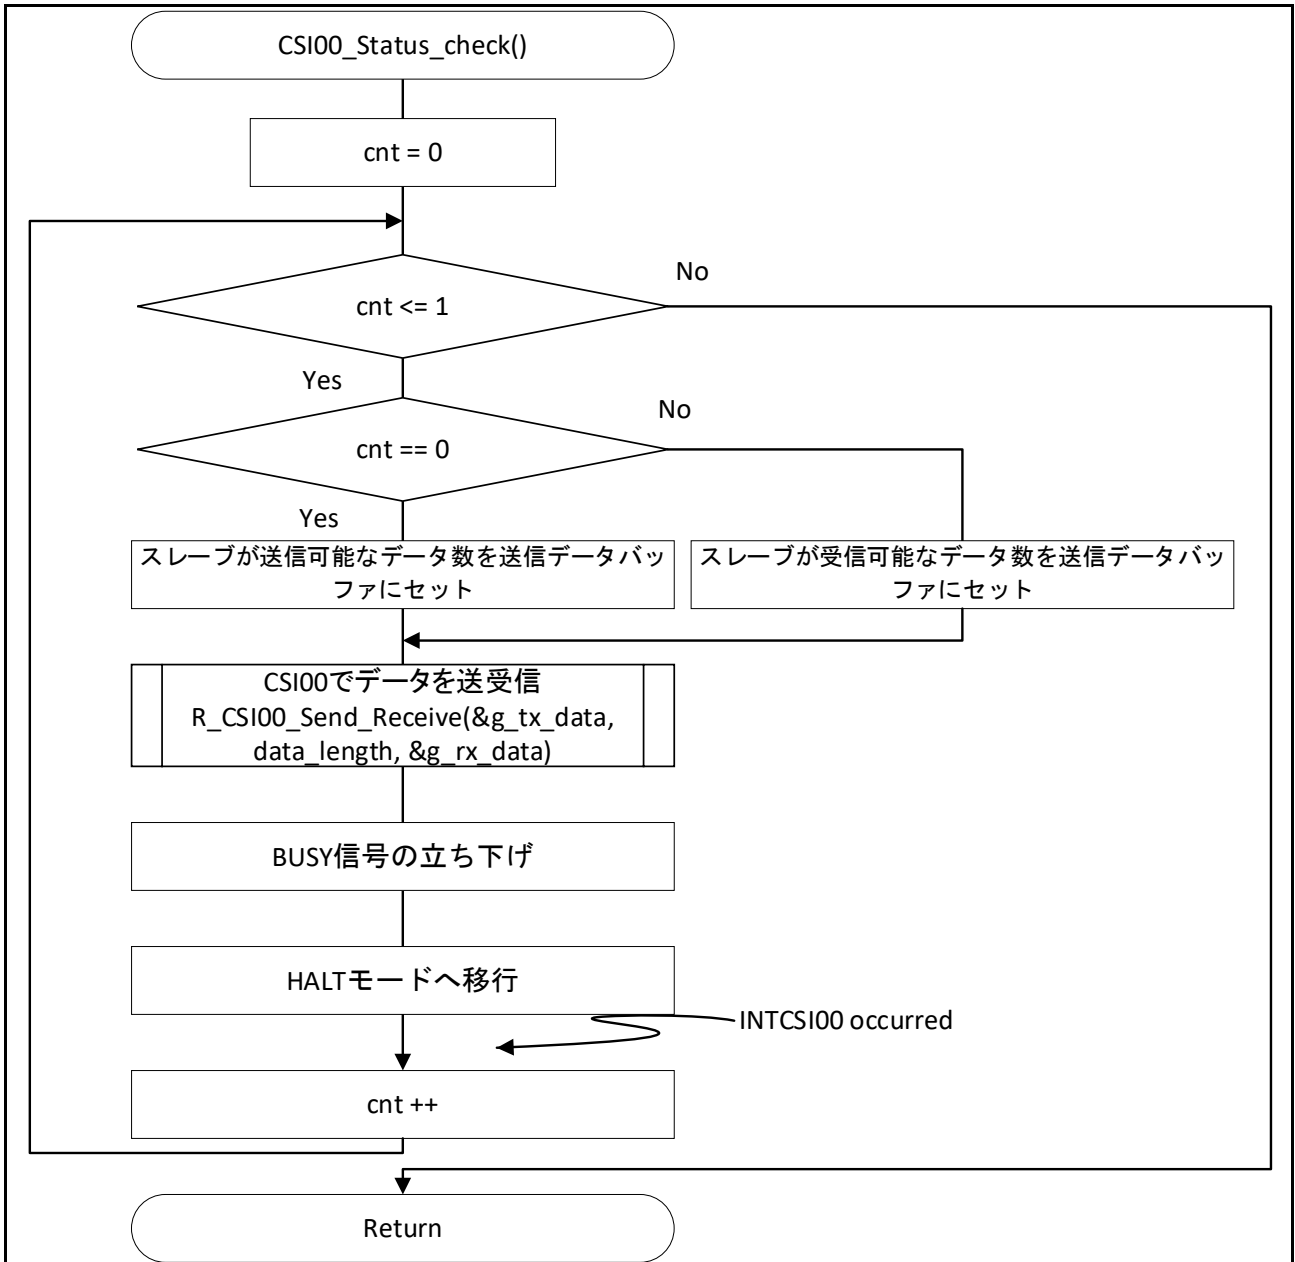 CSI00_Status_check()
cnt = 0
No
cnt <= 1
Yes
No
cnt == 0
Yes
スレーブが送信可能なデータ数を送信データバッ
ファにセット
スレーブが受信可能なデータ数を送信データバッ
ファにセット
CSI00でデータを送受信
R_CSI00_Send_Receive(&g_tx_data,
data_length, &g_rx_data)
BUSY信号の立ち下げ
HALTモードへ移行
INTCSI00 occurred
cnt ++
Return